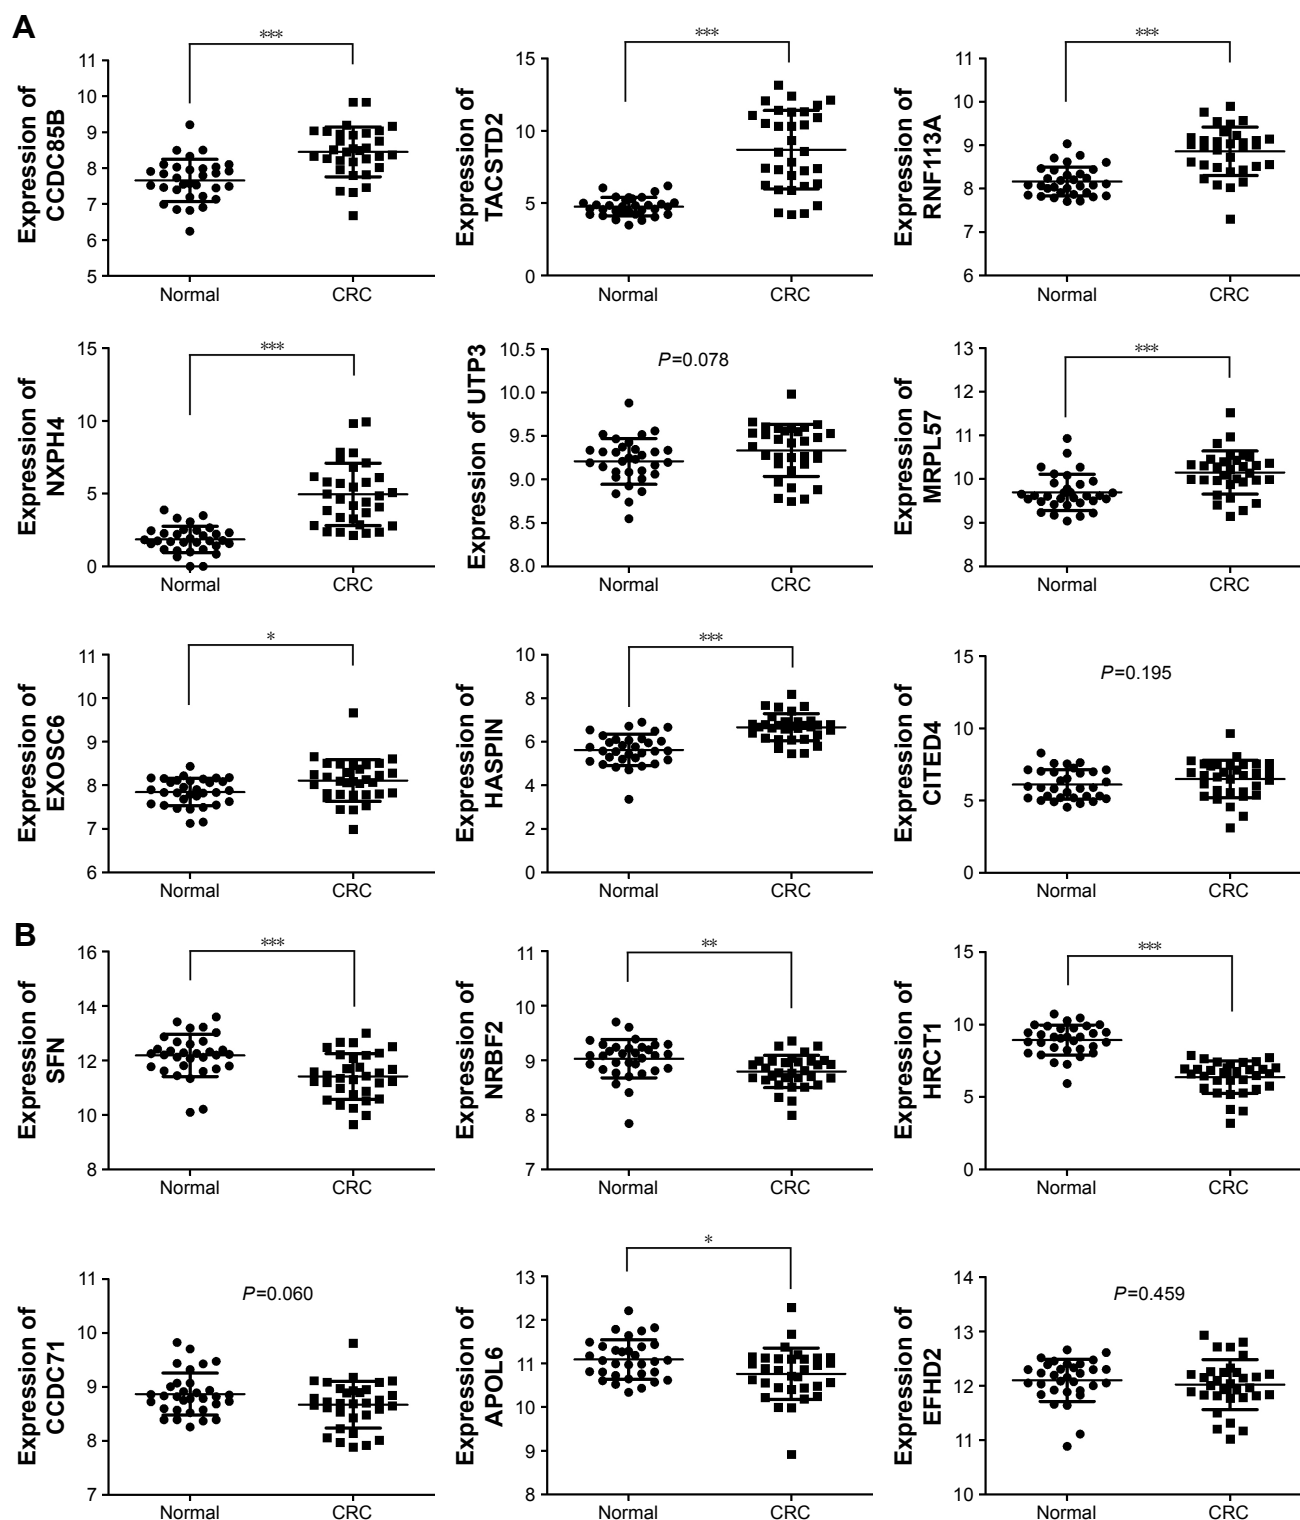 A
***
Expression of
CCDC85B
11
10
9
8
7
6
5
Normal
CRC
***
Expression of
TACSTD2
15
10
5
0
Normal
CRC
***
Expression of
RNF113A
11
10
9
8
7
6
Normal
CRC
***
Expression of
NXPH4
15
10
5
0
Normal
CRC
P=0.078
Expression of UTP3
10.5
10.0
9.5
9.0
8.5
8.0
Normal
CRC
***
Expression of
MRPL57
13
12
11
10
9
8
Normal
CRC
*
Expression of
EXOSC6
11
10
9
8
7
6
Normal
CRC
***
Expression of
HASPIN
10
8
6
4
2
0
Normal
CRC
P=0.195
Expression of
CITED4
15
10
5
0
Normal
CRC
B
***
Expression of
SFN
16
14
12
10
8
Normal
CRC
**
Expression of
NRBF2
11
10
9
8
7
Normal
CRC
***
Expression of
HRCT1
15
10
5
0
Normal
CRC
P=0.060
Expression of
CCDC71
11
10
9
8
7
Normal
CRC
*
Expression of
APOL6
13
12
11
10
9
8
Normal
CRC
P=0.459
Expression of
EFHD2
14
13
12
11
10
Normal
CRC